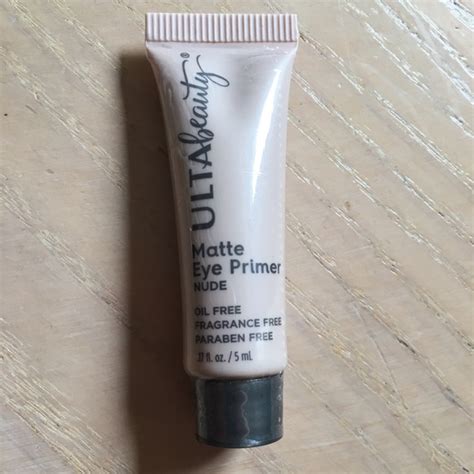 ULTAbeauty®
Matte
Eye Primer
NUDE
OIL FREE
FRAGRANCE FREE
PARABEN FREE
.17 fl. oz. / 5 ml.